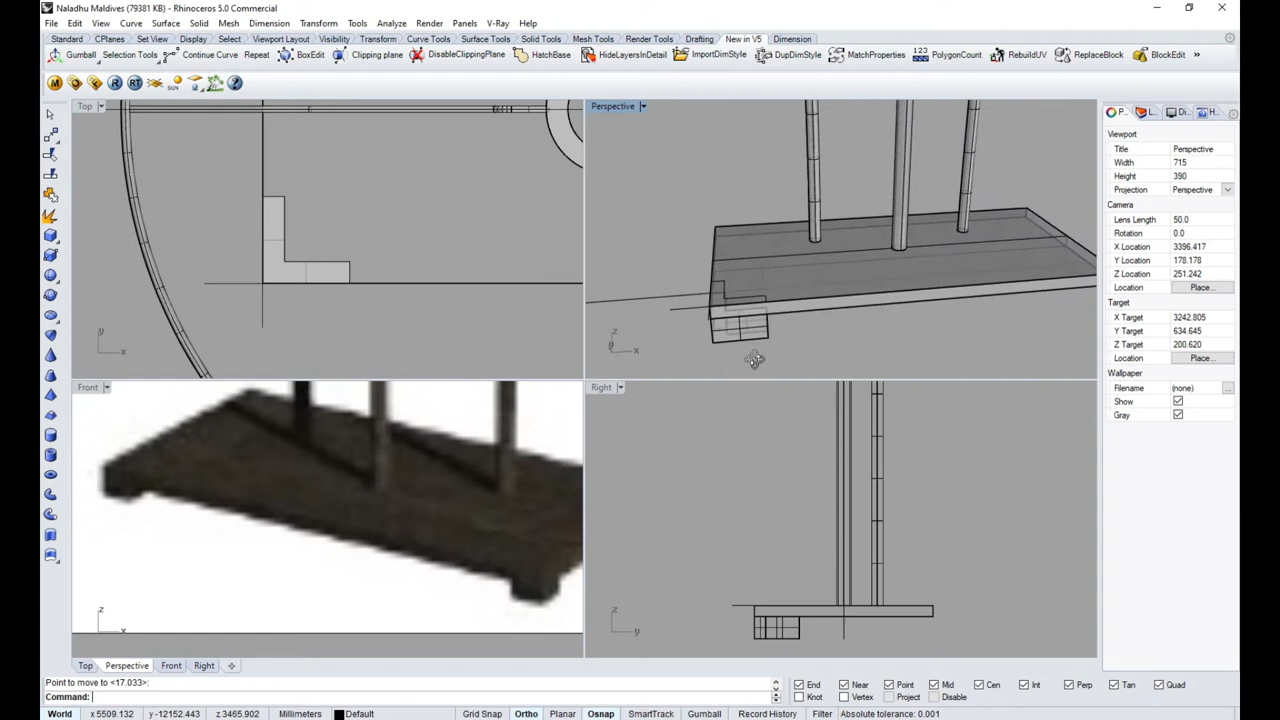 Naladhu Maldives (79381 KB) - Rhinoceros 5.0 Commercial
File Edit View Curve Surface Solid Mesh Dimension Transform Tools Analyze Render Panels V-Ray Window Help
Standard CPlanes Set View Display Select Viewport Layout Visibility Transform Curve Tools Surface Tools Solid Tools Mesh Tools Render Tools Drafting New in V5 Dimension
Gumball Selection Tools Continue Curve Repeat BoxEdit Clipping plane DisableClippingPlane HatchBase HideLayersInDetail ImportDimStyle DupDimStyle MatchProperties 123 PolygonCount RebuildUV ReplaceBlock BlockEdit »
M R RT SUN ?
Top
y
x
Perspective
z
y
x
P... L... Di H...
Viewport
Title Perspective
Width 715
Height 390
Projection Perspective
Camera
Lens Length 50.0
Rotation 0.0
X Location 3396.417
Y Location 178.178
Z Location 251.242
Location Place...
Target
X Target 3242.805
Y Target 634.645
Z Target 200.620
Location Place...
Wallpaper
Filename (none) ...
Show
Gray
Front
z
x
Right
z
y
Top Perspective Front Right
Point to move to <17.033>:
Command:
End Near Point Mid Cen Int Perp Tan Quad
Knot Vertex Project Disable
World x 5509.132 y -12152.443 z 3465.902 Millimeters Default Grid Snap Ortho Planar Osnap SmartTrack Gumball Record History Filter Absolute tolerance: 0.001